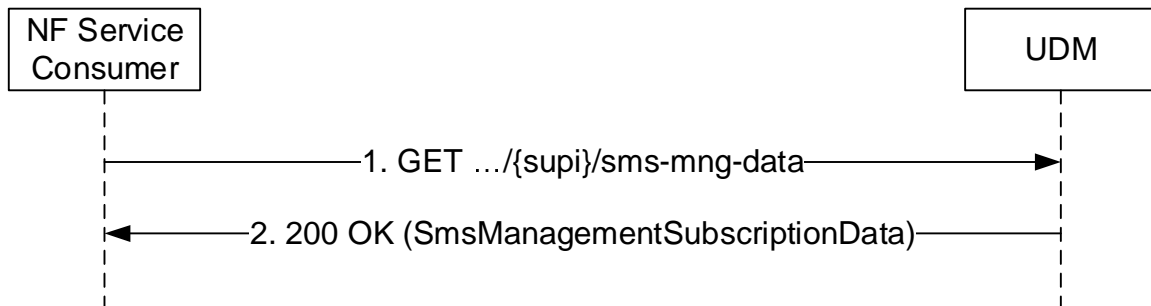 NF Service
Consumer
UDM
1. GET …/{supi}/sms-mng-data
2. 200 OK (SmsManagementSubscriptionData)